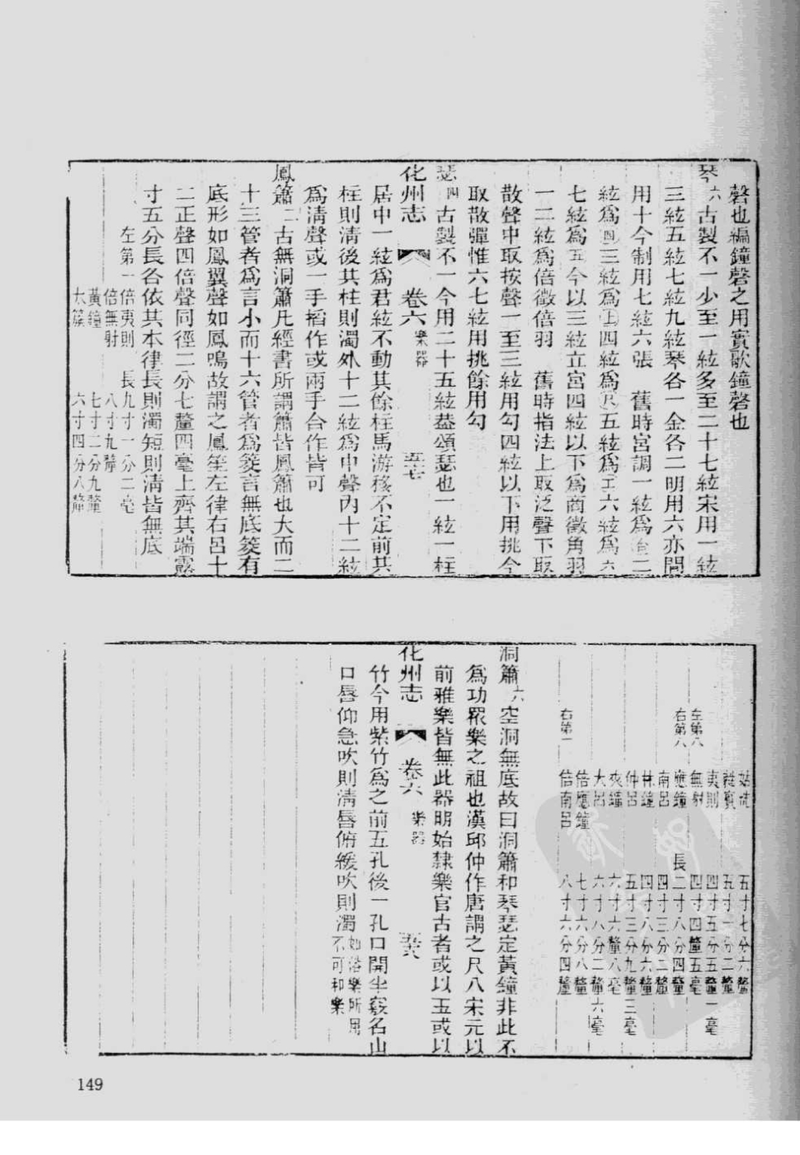 磬也編鐘磬之用實歌鐘磬也
琴六古製不一少至一絃多至二十七絃宋用一絃
三絃五絃七絃九絃琴各一金各二明用六亦間
用十今制用七絃六張　舊時宮調一絃為合二
絃為四三絃為上四絃為尺五絃為工六絃為六
七絃為五今以三絃立宮四絃以下為商徵角羽
一二絃為倍徵倍羽　舊時指法上取泛聲下取
散聲中取按聲一至三絃用勾四絃以下用挑今
取散彈惟六七絃用挑餘用勾
瑟四古製不一今用二十五絃葢頌瑟也一絃一柱
化州志　卷六樂器　五十七
居中一絃為君絃不動其餘柱馬游移不定前其
柱則清後其柱則濁外十二絃為中聲內十二絃
為清聲或一手搯作或兩手合作皆可
鳳簫二古無洞簫凡經書所謂簫皆鳳簫也大而二
十三管者為言小而十六管者為筊言無底筊有
底形如鳳翼聲如鳳鳴故謂之鳳笙左律右呂十
二正聲四倍聲同徑二分七釐四毫上齊其端露
寸五分長各依其本律長則濁短則清皆無底
左第一倍夷則　長九寸一分二毫
倍無射　八寸九釐
黃鐘　七寸二分九釐
太簇　六寸四分八釐
姑洗　五寸七分六釐
蕤賓　五寸一分二釐
夷則　四寸五分五釐一毫
左第八　無射　四寸四釐五毫
右第八　應鐘　長二寸八分四釐
南呂　四寸三分二釐
林鐘　四寸八分六釐
仲呂　五寸三分九釐三毫
夾鐘　六寸六釐八毫
大呂　六寸八分二釐六毫
倍應鐘　七寸六分八釐
右第一　倍南呂　八寸六分四釐
洞簫六空洞無底故曰洞簫和琴瑟定黃鐘非此不
為功眾樂之祖也漢邱仲作唐謂之尺八宋元以
前雅樂皆無此器明始隸樂官古者或以玉或以
化州志　卷六　樂器　五十八
竹今用紫竹為之前五孔後一孔口開半竅名山
口唇仰急吹則清唇俯緩吹則濁如俗樂所用
不可和樂
149